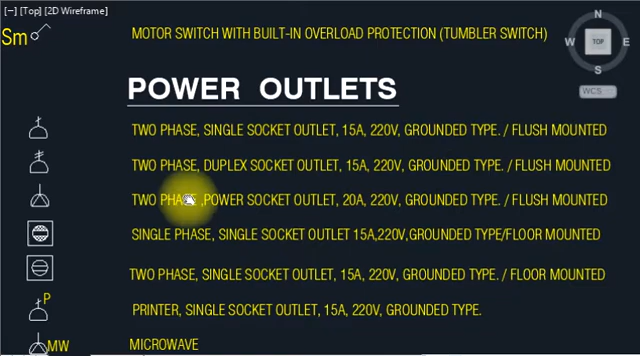 [−] [Top] [2D Wireframe]
Sm MOTOR SWITCH WITH BUILT-IN OVERLOAD PROTECTION (TUMBLER SWITCH)
N
W TOP E
S
WCS
POWER OUTLETS
TWO PHASE, SINGLE SOCKET OUTLET, 15A, 220V, GROUNDED TYPE. / FLUSH MOUNTED
TWO PHASE, DUPLEX SOCKET OUTLET, 15A, 220V, GROUNDED TYPE. / FLUSH MOUNTED
TWO PHASE ,POWER SOCKET OUTLET, 20A, 220V, GROUNDED TYPE. / FLUSH MOUNTED
SINGLE PHASE, SINGLE SOCKET OUTLET 15A,220V,GROUNDED TYPE/FLOOR MOUNTED
TWO PHASE, SINGLE SOCKET OUTLET, 15A, 220V, GROUNDED TYPE. / FLOOR MOUNTED
P PRINTER, SINGLE SOCKET OUTLET, 15A, 220V, GROUNDED TYPE.
MW MICROWAVE